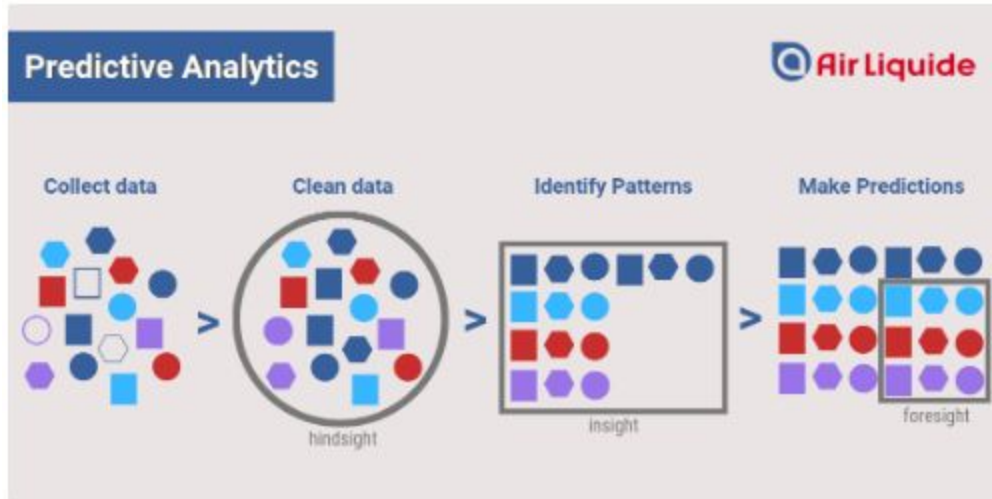 Predictive Analytics
Air Liquide
Collect data
Clean data
Identify Patterns
Make Predictions
>
>
>
hindsight
insight
foresight